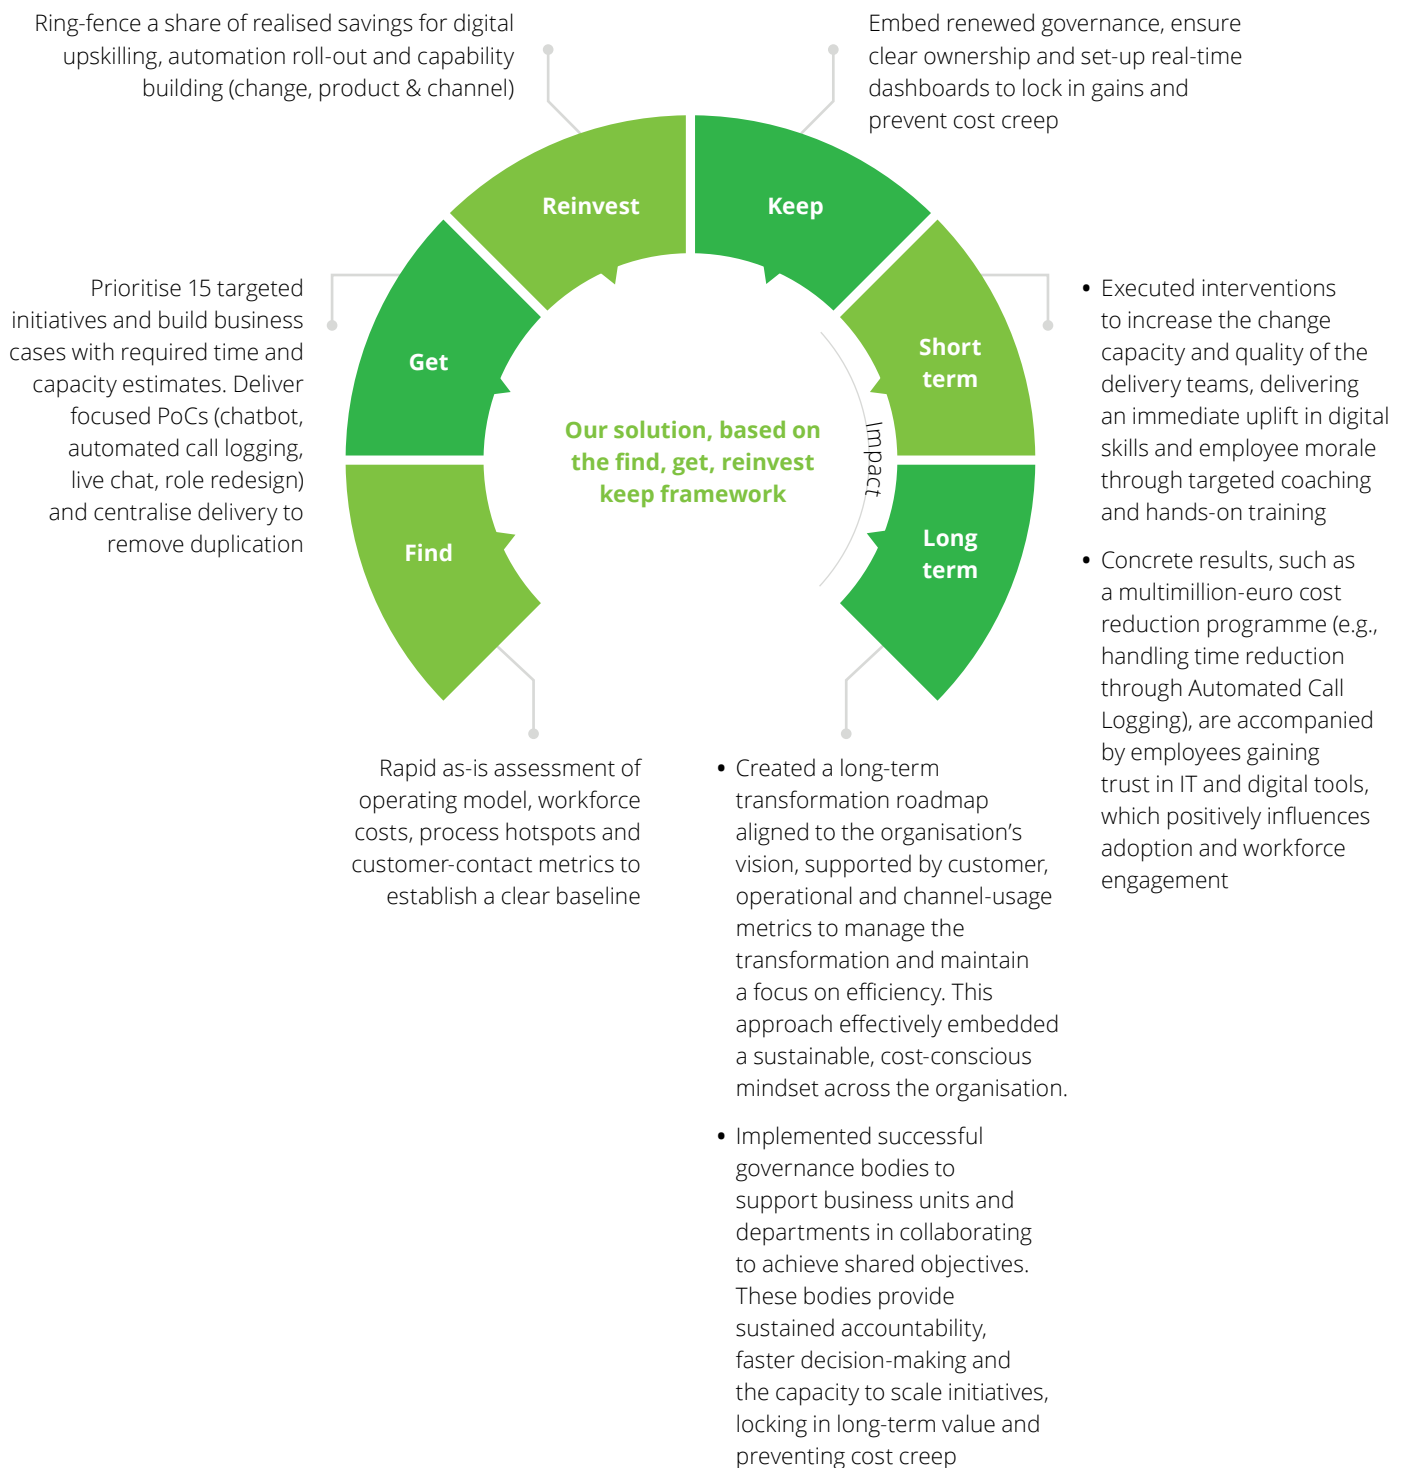 Ring-fence a share of realised savings for digital
upskilling, automation roll-out and capability
building (change, product & channel)
Embed renewed governance, ensure
clear ownership and set-up real-time
dashboards to lock in gains and
prevent cost creep
Reinvest
Keep
Prioritise 15 targeted
initiatives and build business
cases with required time and
capacity estimates. Deliver
focused PoCs (chatbot,
automated call logging,
live chat, role redesign)
and centralise delivery to
remove duplication
Get
Find
Our solution, based on
the find, get, reinvest
keep framework
Impact
Short
term
Long
term
• Executed interventions
to increase the change
capacity and quality of the
delivery teams, delivering
an immediate uplift in digital
skills and employee morale
through targeted coaching
and hands-on training
• Concrete results, such as
a multimillion-euro cost
reduction programme (e.g.,
handling time reduction
through Automated Call
Logging), are accompanied
by employees gaining
trust in IT and digital tools,
which positively influences
adoption and workforce
engagement
Rapid as-is assessment of
operating model, workforce
costs, process hotspots and
customer-contact metrics to
establish a clear baseline
• Created a long-term
transformation roadmap
aligned to the organisation’s
vision, supported by customer,
operational and channel-usage
metrics to manage the
transformation and maintain
a focus on efficiency. This
approach effectively embedded
a sustainable, cost-conscious
mindset across the organisation.
• Implemented successful
governance bodies to
support business units and
departments in collaborating
to achieve shared objectives.
These bodies provide
sustained accountability,
faster decision-making and
the capacity to scale initiatives,
locking in long-term value and
preventing cost creep